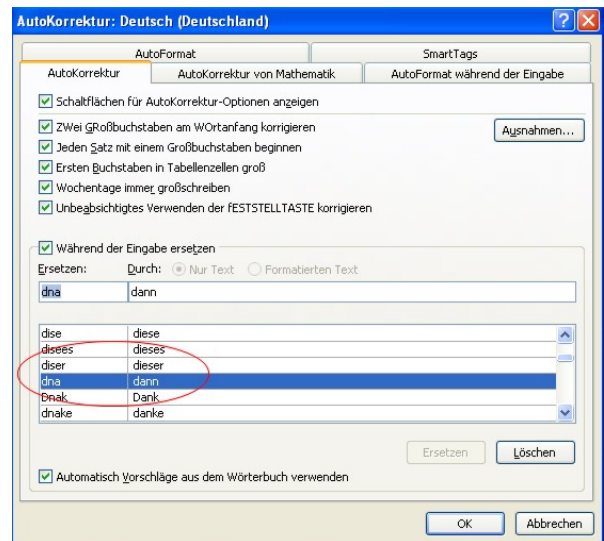 AutoKorrektur: Deutsch (Deutschland)
AutoFormat SmartTags
AutoKorrektur AutoKorrektur von Mathematik AutoFormat während der Eingabe
Schaltflächen für AutoKorrektur-Optionen anzeigen
ZWei GRoßbuchstaben am WOrtanfang korrigieren Ausnahmen...
Jeden Satz mit einem Großbuchstaben beginnen
Ersten Buchstaben in Tabellenzellen groß
Wochentage immer großschreiben
Unbeabsichtigtes Verwenden der fESTSTELLTASTE korrigieren
Während der Eingabe ersetzen
Ersetzen: Durch: Nur Text Formatierten Text
dna dann
dise diese
disees dieses
diser dieser
dna dann
Dnak Dank
dnake danke
Ersetzen Löschen
Automatisch Vorschläge aus dem Wörterbuch verwenden
OK Abbrechen